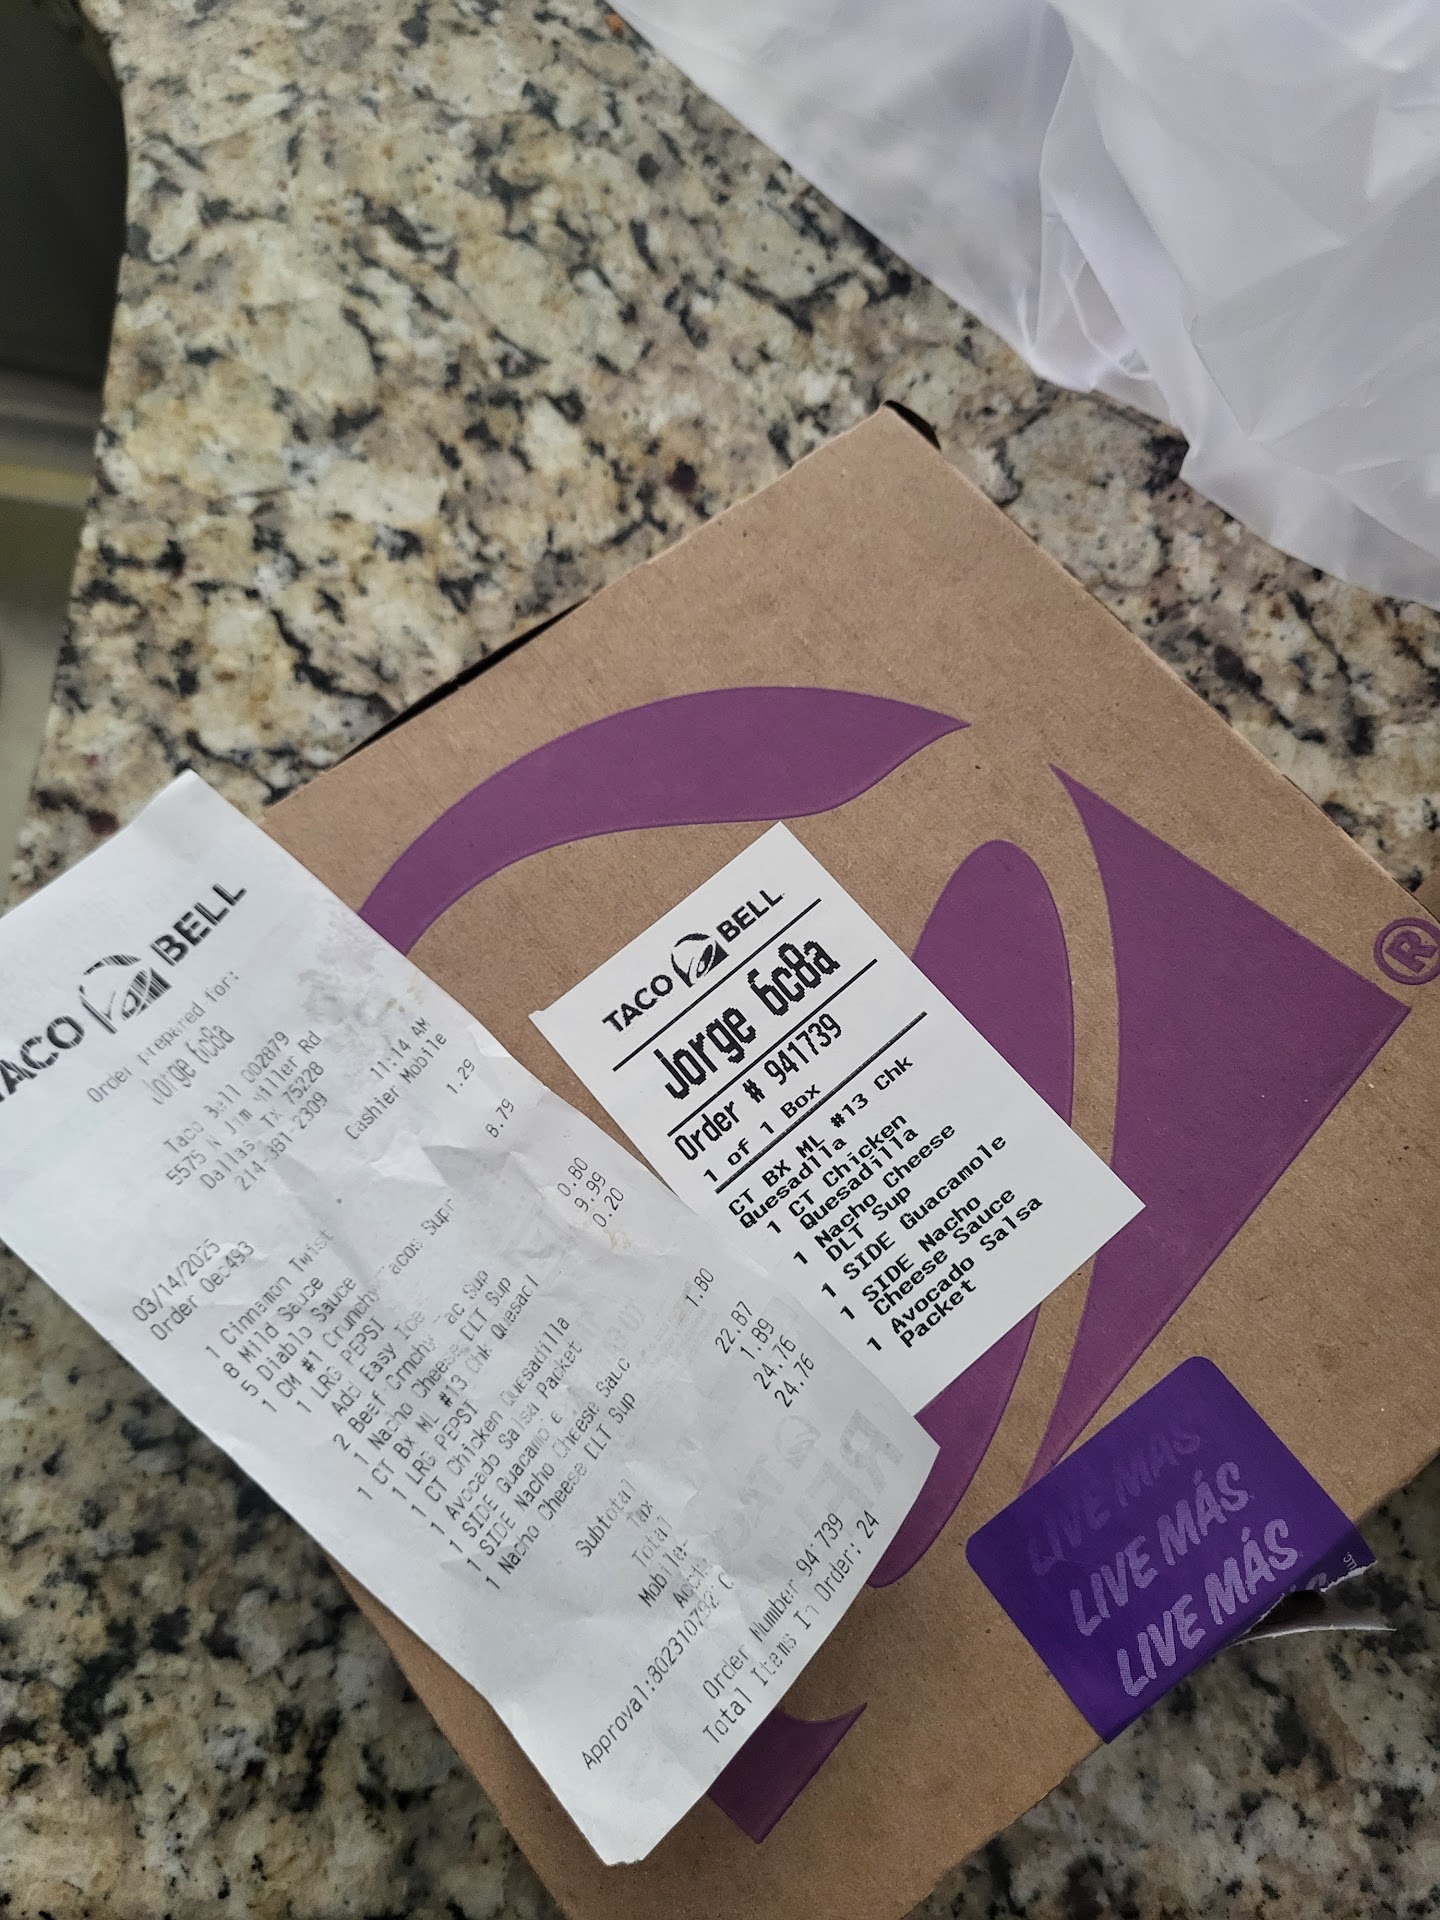 TACO BELL
Order Prepared for:
Jorge 6c8a
Taco Bell 002879
5575 N Jim Miller Rd
Dallas, TX 75228
214-381-2309
03/14/2025 11:14 AM
Order 0ec493 Cashier Mobile
1 Cinnamon Twist 1.29
8 Mild Sauce
5 Diablo Sauce
1 CM #1 Crunchy Tacos Supr 8.79
1 LRG PEPSI
Add Easy Ice
2 Beef Crnchy Tac Sup
1 Nacho Cheese DLT Sup 0.80
1 CT Bx ML #13 Chk Quesadl 9.99
1 LRG PEPSI 0.20
1 CT Chicken Quesadilla
1 Avocado Salsa Packet
1 SIDE Guacamole
1 SIDE Nacho Cheese Sauc
1 Nacho Cheese DLT Sup 1.80
Subtotal 22.87
Tax 1.89
Total 24.76
Mobile- 24.76
Approval:
Order Number 941739
Total Items In Order: 24
TACO BELL
Jorge 6c8a
Order # 941739
1 of 1 Box
CT BX ML #13 Chk
Quesadlla
1 CT Chicken
Quesadilla
1 Nacho Cheese
DLT Sup
1 SIDE Guacamole
1 SIDE Nacho
Cheese Sauce
1 Avocado Salsa
Packet
®
LIVE MÁS
LIVE MÁS
LIVE MÁS